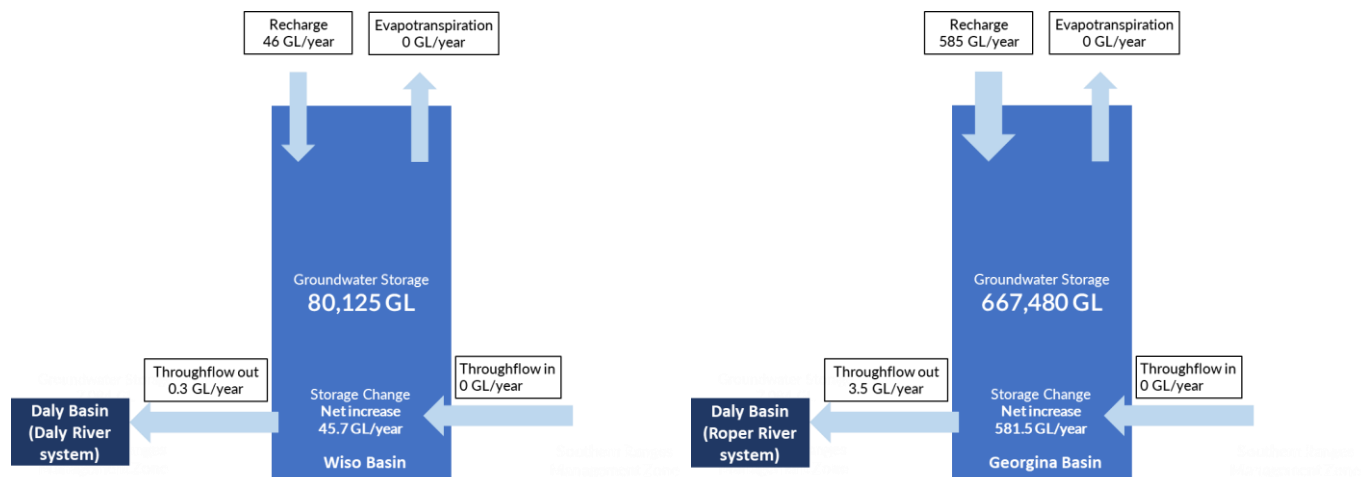 Recharge
46 GL/year
Evapotranspiration
0 GL/year
Groundwater Storage
80,125 GL
Throughflow out
0.3 GL/year
Throughflow in
0 GL/year
Storage Change
Net increase
45.7 GL/year
Daly Basin
(Daly River
system)
Wiso Basin
Recharge
585 GL/year
Evapotranspiration
0 GL/year
Groundwater Storage
667,480 GL
Throughflow out
3.5 GL/year
Throughflow in
0 GL/year
Storage Change
Net increase
581.5 GL/year
Daly Basin
(Roper River
system)
Georgina Basin